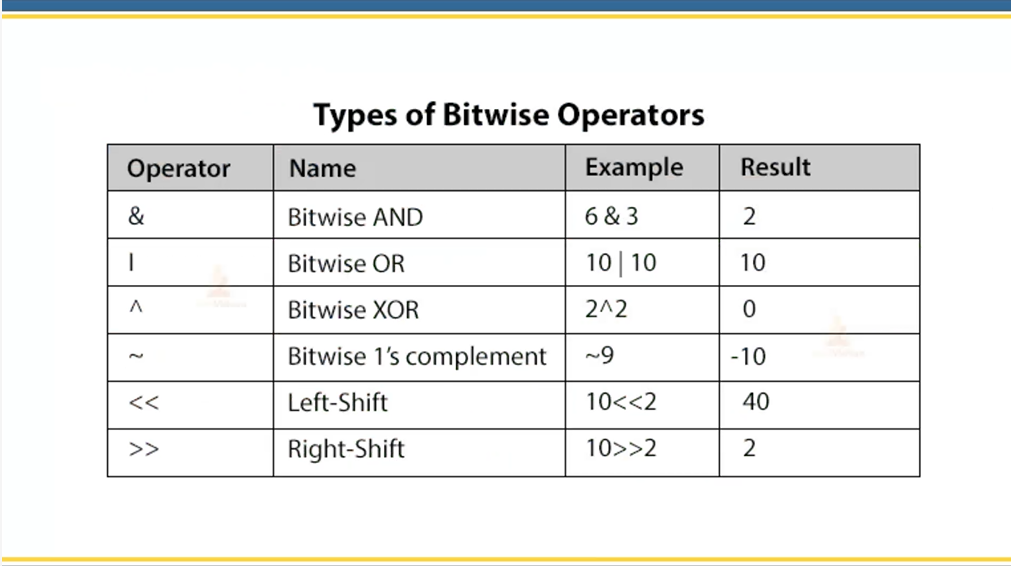 Types of Bitwise Operators
Operator Name Example Result
& Bitwise AND 6 & 3 2
| Bitwise OR 10 | 10 10
^ Bitwise XOR 2^2 0
~ Bitwise 1’s complement ~9 -10
<< Left-Shift 10<<2 40
>> Right-Shift 10>>2 2